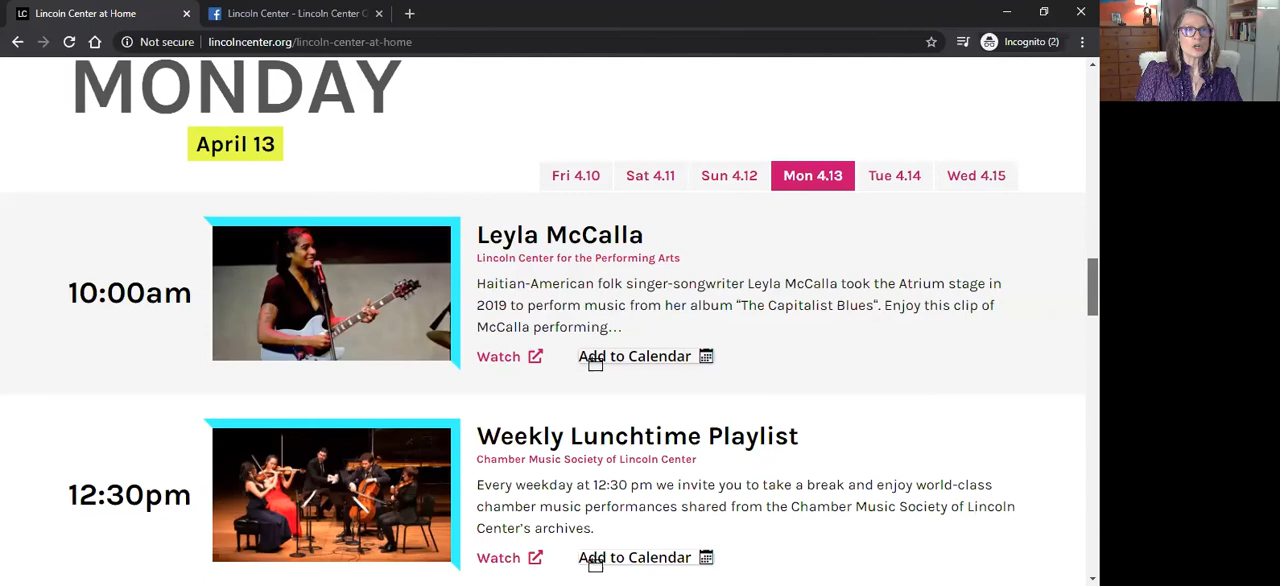 LC Lincoln Center at Home
Lincoln Center - Lincoln Center
Not secure lincolncenter.org/lincoln-center-at-home
Incognito (2)
MONDAY
April 13
Fri 4.10 Sat 4.11 Sun 4.12 Mon 4.13 Tue 4.14 Wed 4.15
10:00am
Leyla McCalla
Lincoln Center for the Performing Arts
Haitian-American folk singer-songwriter Leyla McCalla took the Atrium stage in
2019 to perform music from her album “The Capitalist Blues“. Enjoy this clip of
McCalla performing…
Watch Add to Calendar
12:30pm
Weekly Lunchtime Playlist
Chamber Music Society of Lincoln Center
Every weekday at 12:30 pm we invite you to take a break and enjoy world-class
chamber music performances shared from the Chamber Music Society of Lincoln
Center’s archives.
Watch Add to Calendar